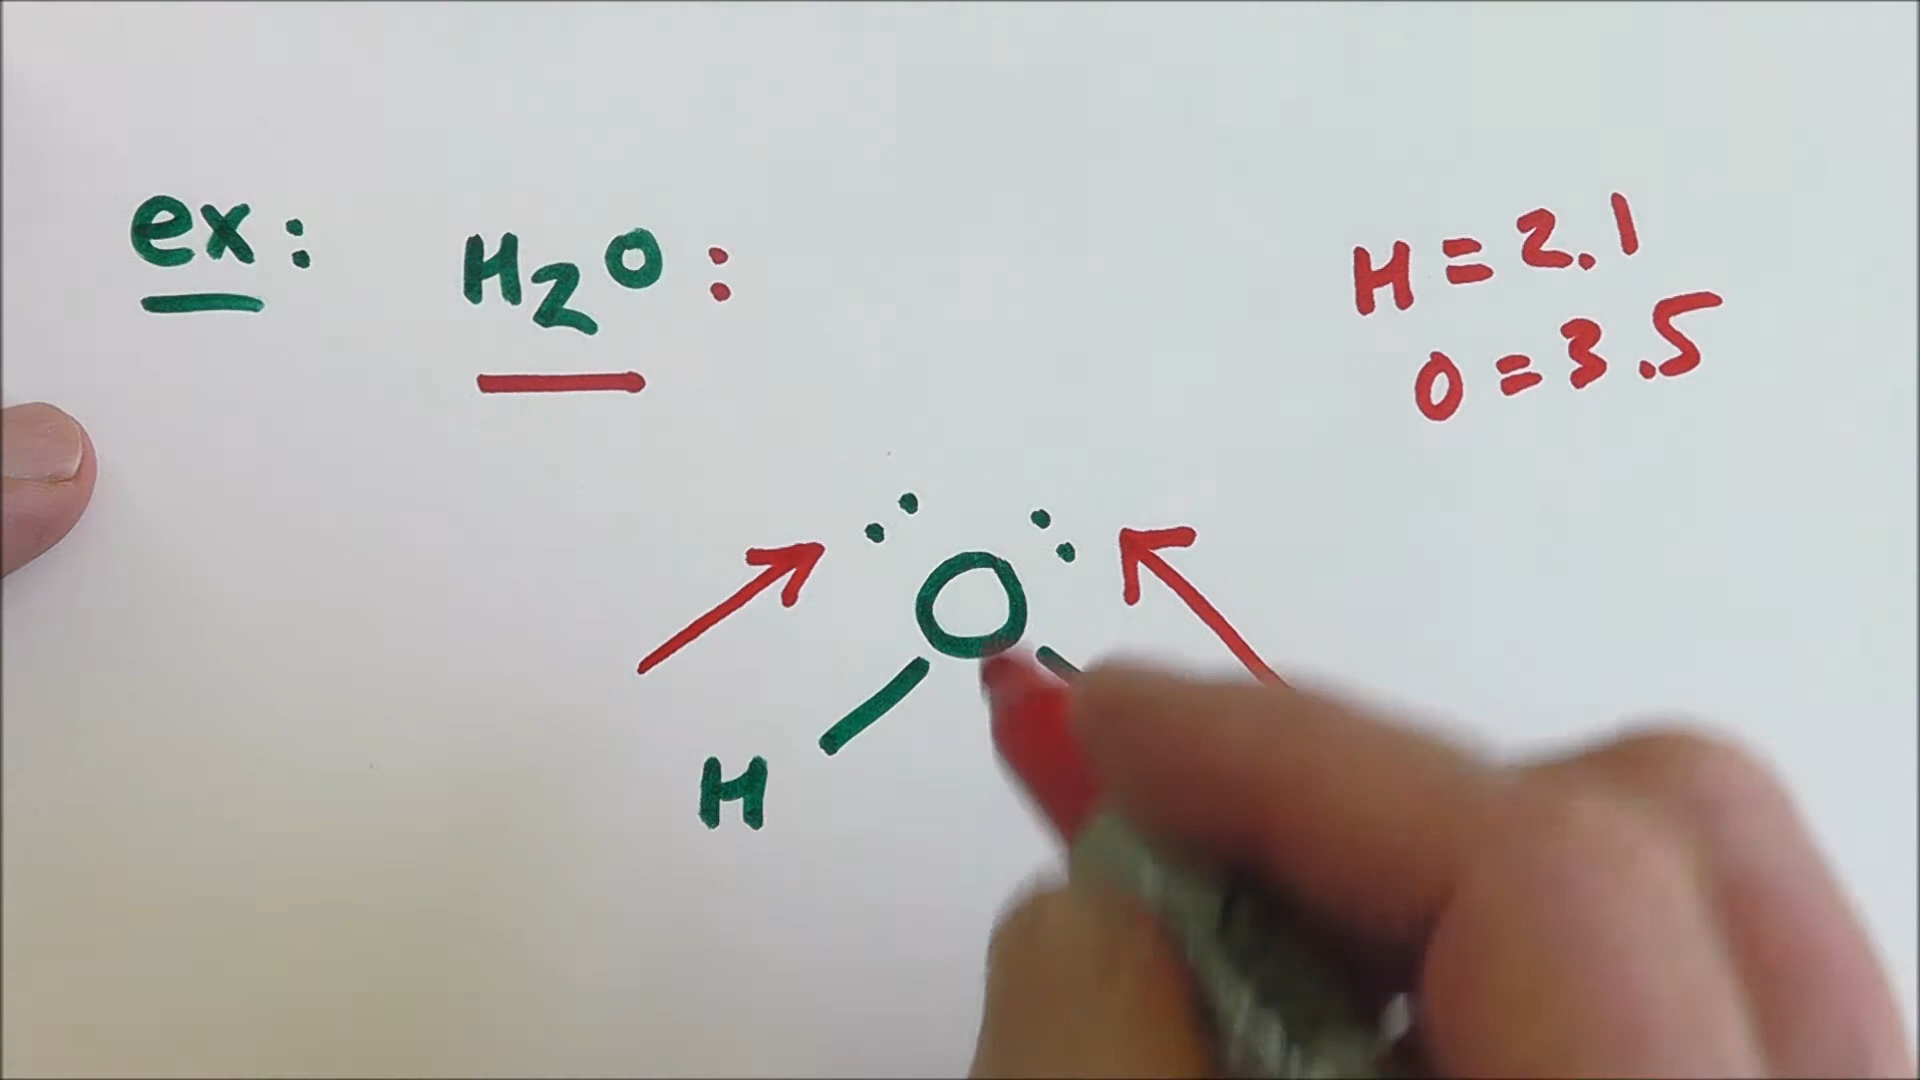 ex: H₂O:
H = 2.1
O = 3.5
O
H